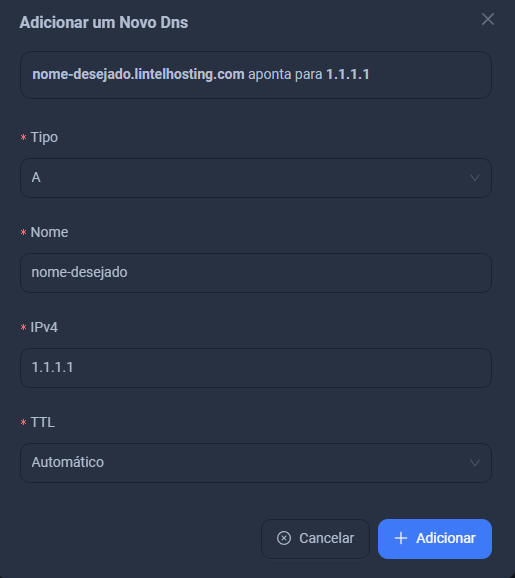 Adicionar um Novo Dns
nome-desejado.lintelhosting.com aponta para 1.1.1.1
* Tipo
A
* Nome
nome-desejado
* IPv4
1.1.1.1
* TTL
Automático
Cancelar
Adicionar